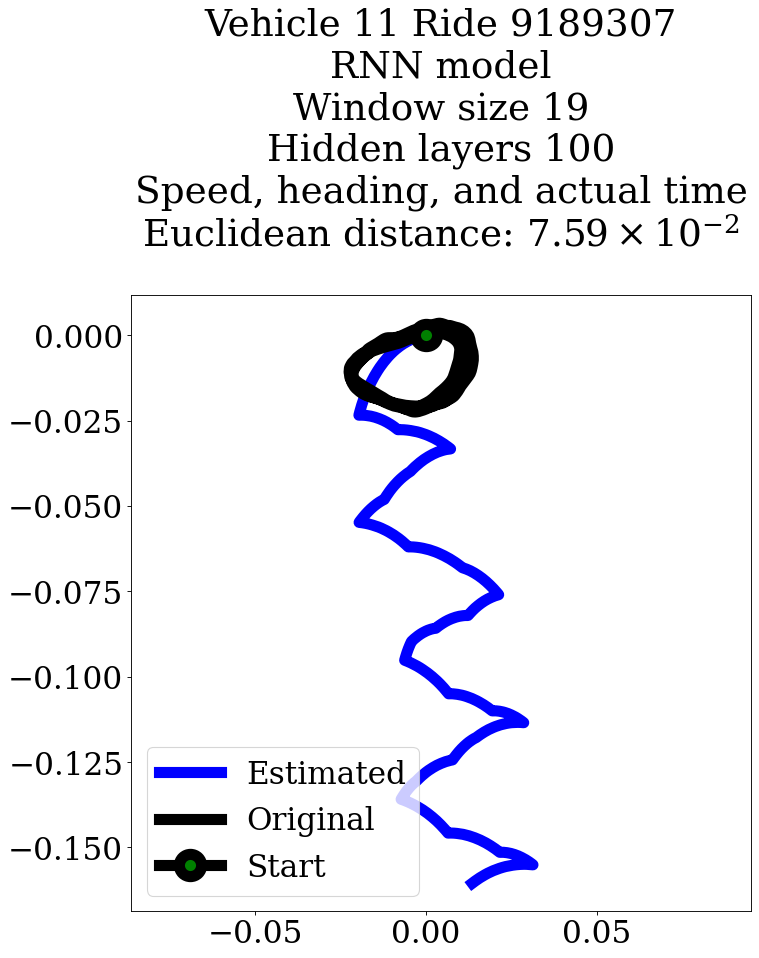 Vehicle 11 Ride 9189307
RNN model
Window size 19
Hidden layers 100
Speed, heading, and actual time
Euclidean distance: 7.59 × 10⁻²
0.000
−0.025
−0.050
−0.075
−0.100
−0.125
−0.150
Estimated
Original
Start
−0.05 0.00 0.05